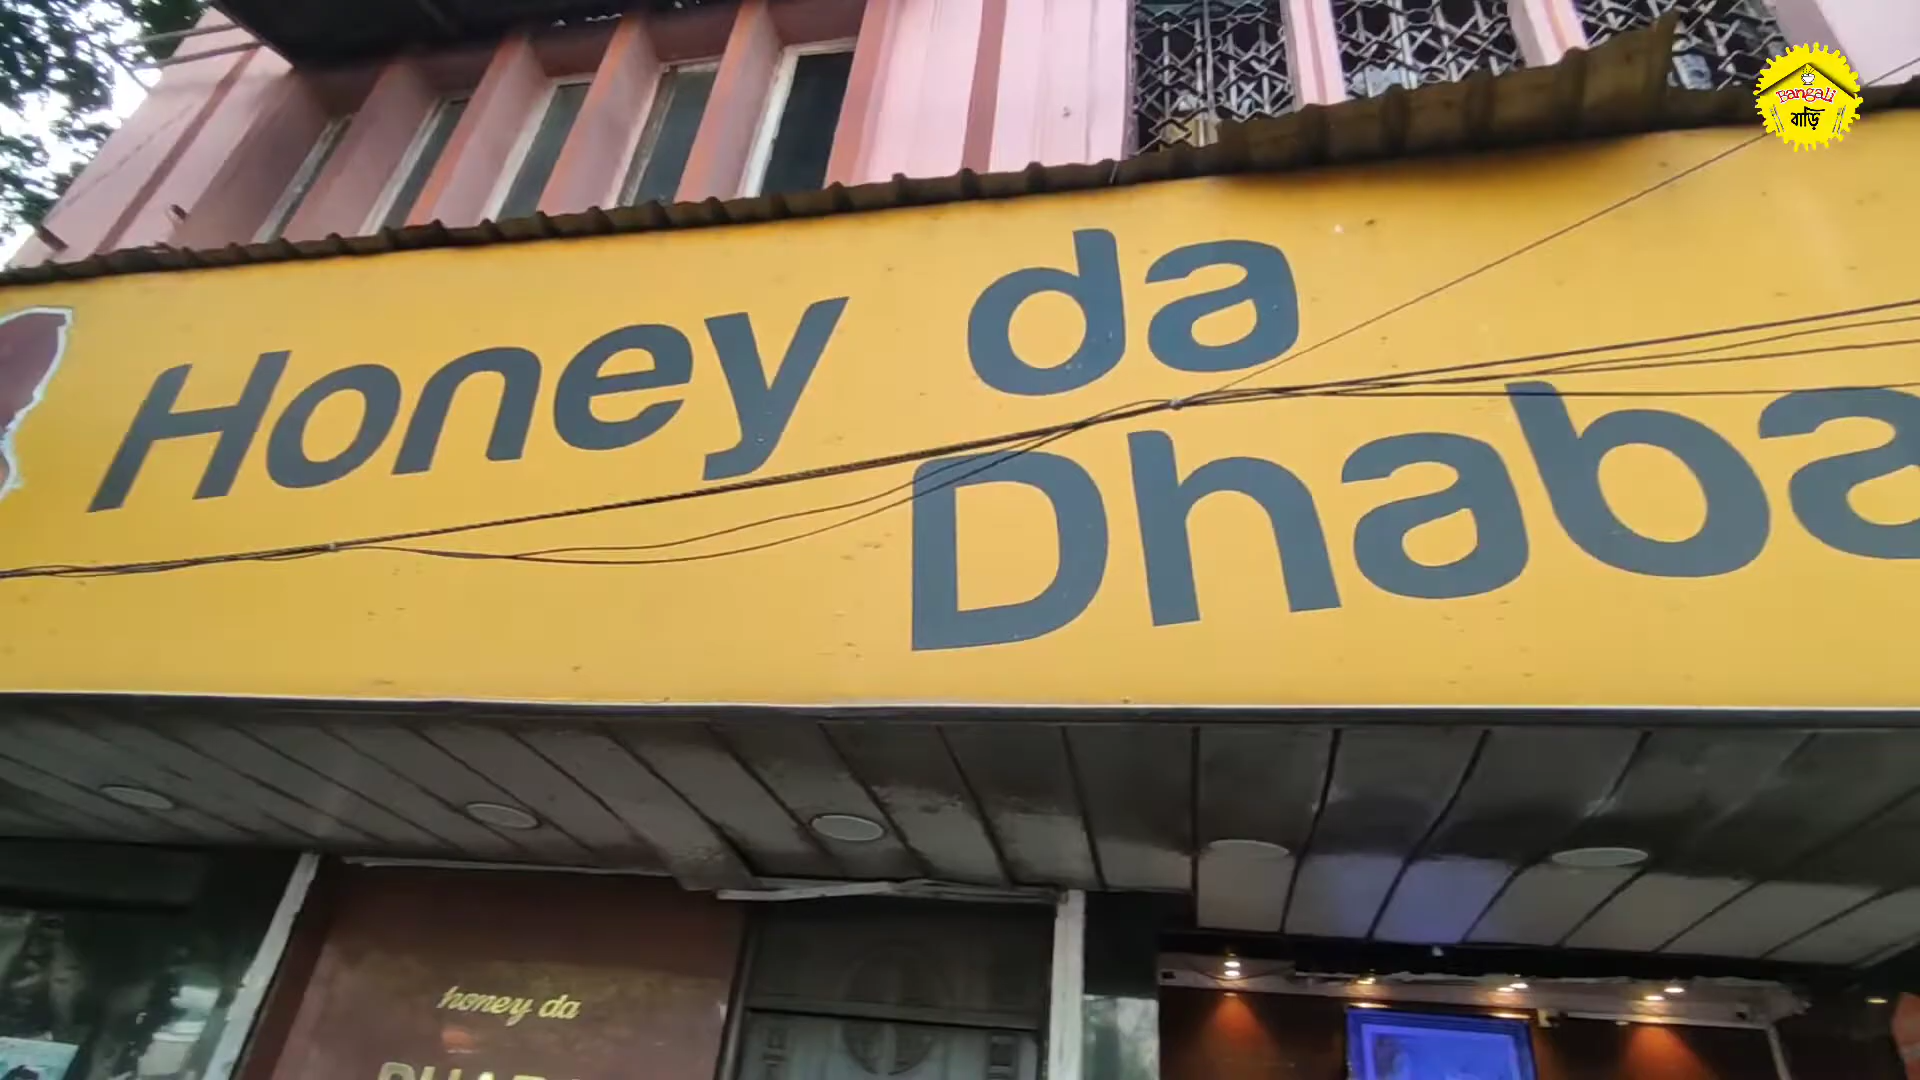 Bangali
বাড়ি
Honey da
Dhaba
honey da